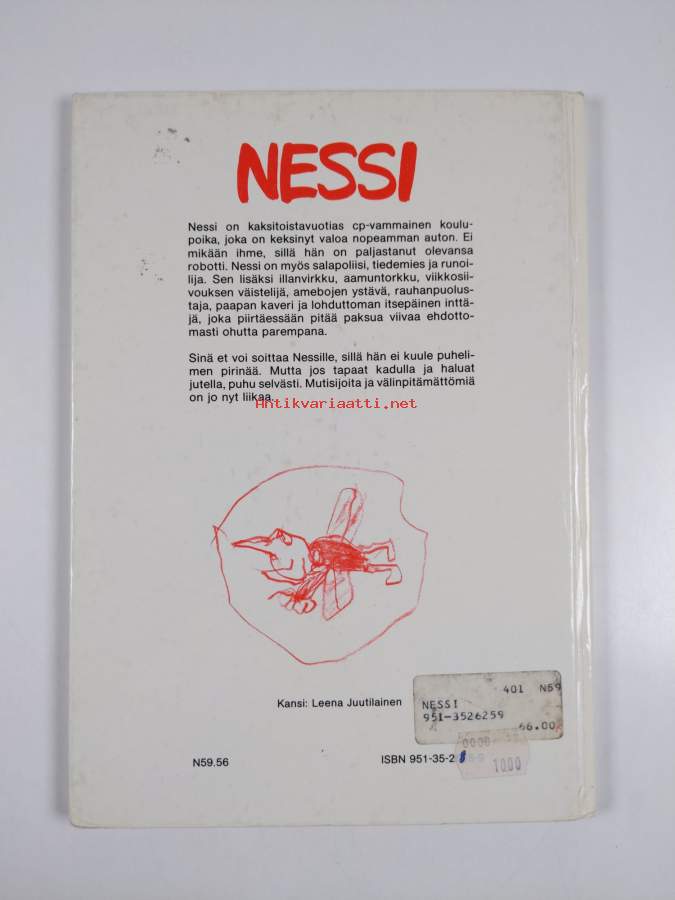 NESSI
Nessi on kaksitoistavuotias cp-vammainen koulu-
poika, joka on keksinyt valoa nopeamman auton. Ei
mikään ihme, sillä hän on paljastanut olevansa
robotti. Nessi on myös salapoliisi, tiedemies ja runoi-
lija. Sen lisäksi illanvirkku, aamuntorkku, viikkosii-
vouksen väistelijä, amebojen ystävä, rauhanpuolus-
taja, paapan kaveri ja lohduttoman itsepäinen inttä-
jä, joka piirtäessään pitää paksua viivaa ehdotto-
masti ohutta parempana.
Sinä et voi soittaa Nessille, sillä hän ei kuule puheli-
men pirinää. Mutta jos tapaat kadulla ja haluat
jutella, puhu selvästi. Mutisijoita ja välinpitämättömiä
on jo nyt liikaa.
Antikvariaatti.net
Kansi: Leena Juutilainen
401 N59
NESSI
951-3526259
66.00
0000
1000
N59.56
ISBN 951-35-2